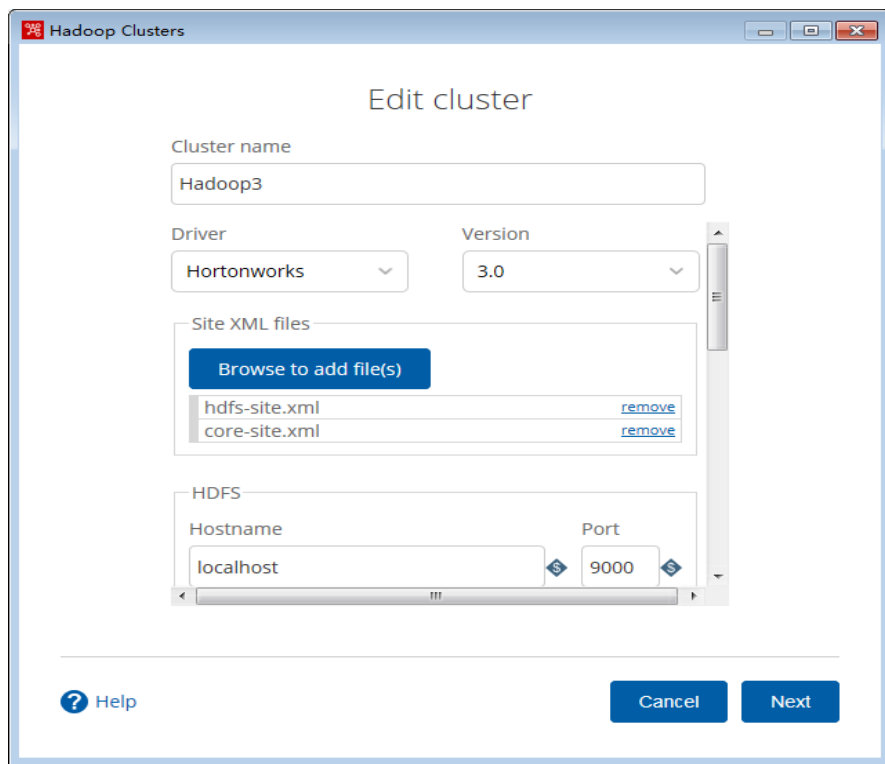 Hadoop Clusters
Edit cluster
Cluster name
Hadoop3
Driver Version
Hortonworks 3.0
Site XML files
Browse to add file(s)
hdfs-site.xml remove
core-site.xml remove
HDFS
Hostname Port
localhost $ 9000 $
? Help Cancel Next